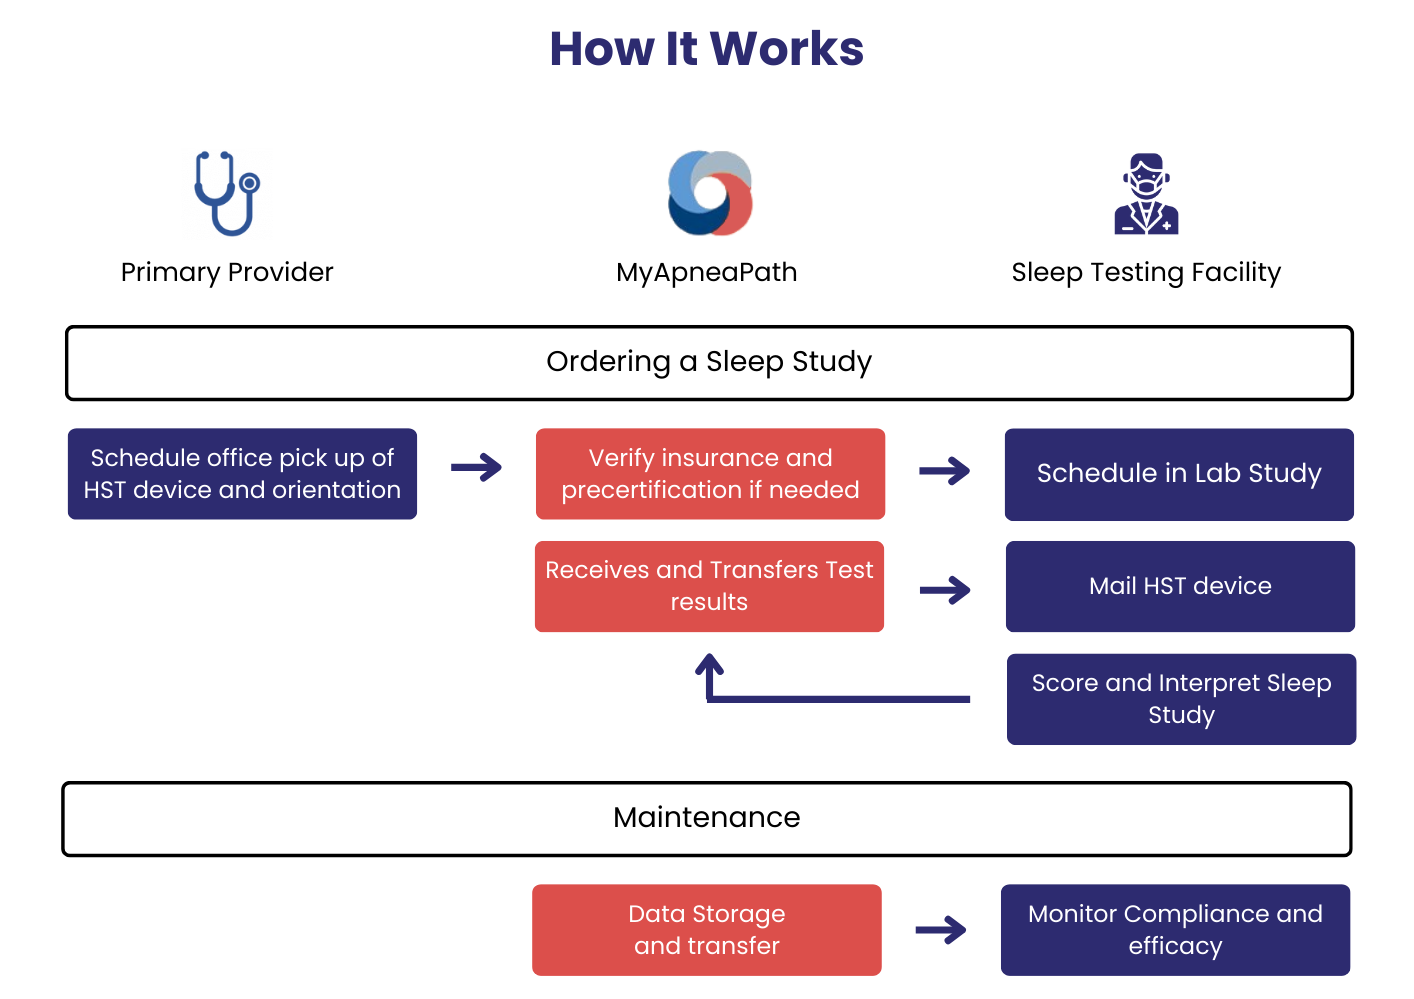 How It Works
Primary Provider
MyApneaPath
Sleep Testing Facility
Ordering a Sleep Study
Schedule office pick up of
HST device and orientation
Verify insurance and
precertification if needed
Schedule in Lab Study
Receives and Transfers Test
results
Mail HST device
Score and Interpret Sleep
Study
Maintenance
Data Storage
and transfer
Monitor Compliance and
efficacy